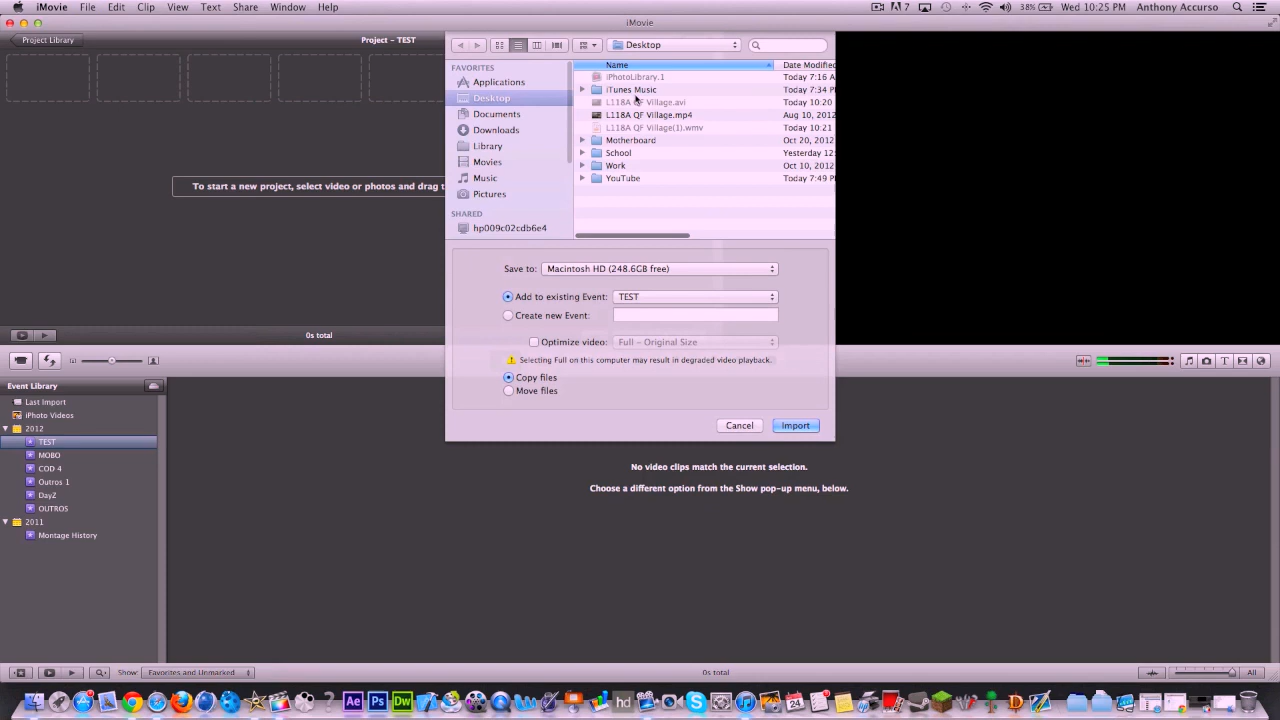 iMovie File Edit Clip View Text Share Window Help 7 38% Wed 10:25 PM Anthony Accurso
iMovie
Project Library Project - TEST Desktop
FAVORITES Name Date Modified
iPhotoLibrary.1 Today 7:16 A
Applications iTunes Music Today 7:34 P
Desktop L118A QF Village.avi Today 10:20
Documents L118A QF Village.mp4 Aug 10, 2012
Downloads L118A QF Village(1).wmv Today 10:21
Library Motherboard Oct 20, 2012
Movies School Yesterday 12:
Music Work Oct 10, 2012
Pictures YouTube Today 7:49 P
To start a new project, select video or photos and drag t
SHARED
hp009c02cdb6e4
Save to: Macintosh HD (248.6GB free)
Add to existing Event: TEST
Create new Event:
0s total
Optimize video: Full - Original Size
Selecting Full on this computer may result in degraded video playback.
Copy files
Move files
Cancel Import
Event Library
Last Import
iPhoto Videos
2012
TEST
MOBO
COD 4
Outros 1
DayZ
OUTROS
2011
Montage History
No video clips match the current selection.
Choose a different option from the Show pop-up menu, below.
Show: Favorites and Unmarked 0s total All
Ae Ps Dw hd 24